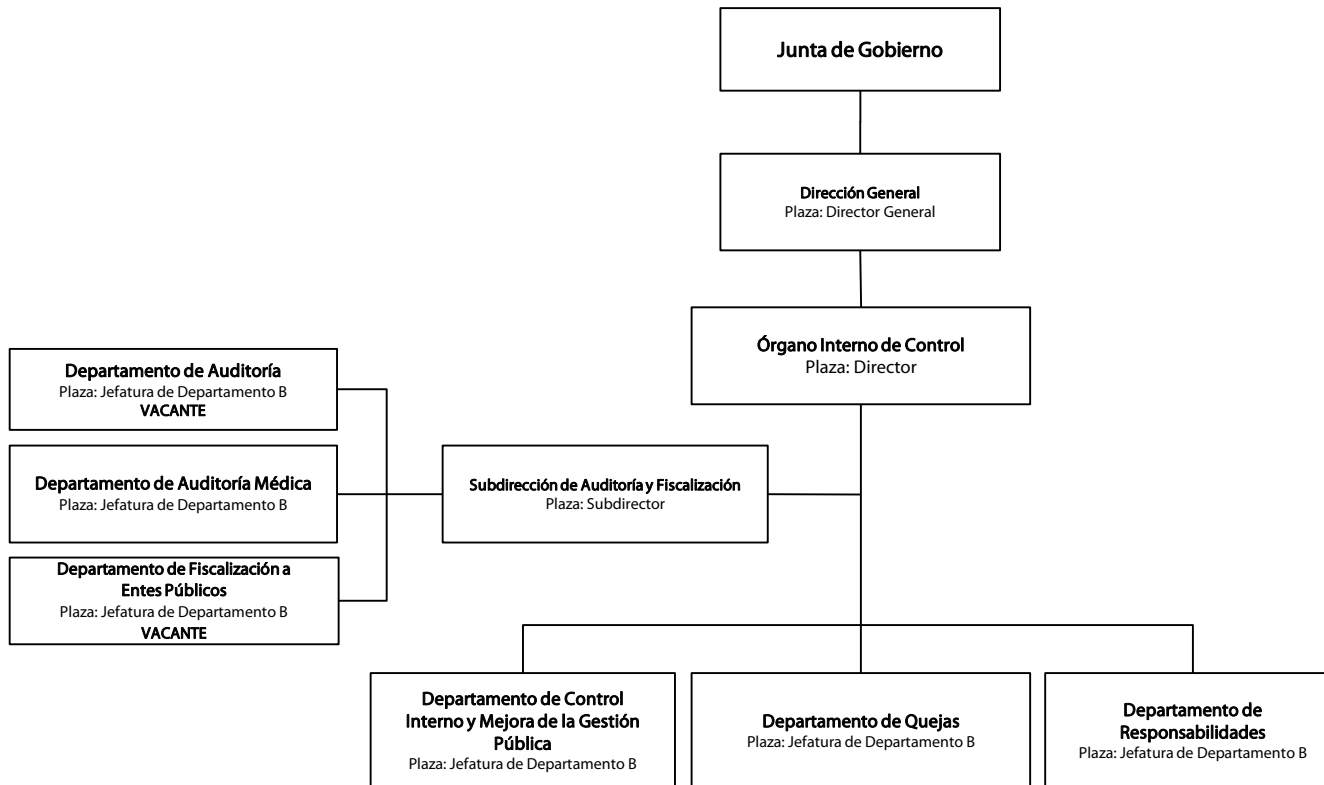 Junta de Gobierno
Dirección General
Plaza: Director General
Órgano Interno de Control
Plaza: Director
Departamento de Auditoría
Plaza: Jefatura de Departamento B
VACANTE
Departamento de Auditoría Médica
Plaza: Jefatura de Departamento B
Subdirección de Auditoría y Fiscalización
Plaza: Subdirector
Departamento de Fiscalización a
Entes Públicos
Plaza: Jefatura de Departamento B
VACANTE
Departamento de Control
Interno y Mejora de la Gestión
Pública
Plaza: Jefatura de Departamento B
Departamento de Quejas
Plaza: Jefatura de Departamento B
Departamento de
Responsabilidades
Plaza: Jefatura de Departamento B